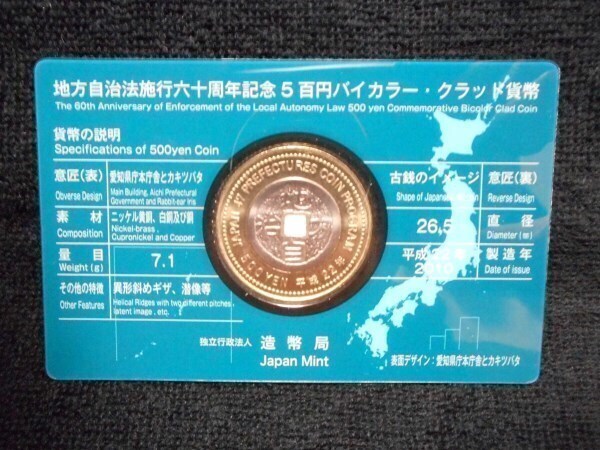 地方自治法施行六十周年記念5百円バイカラー・クラッド貨幣
The 60th Anniversary of Enforcement of the Local Autonomy Law 500 yen Commemorative Bicolor Clad Coin
貨幣の説明
Specifications of 500yen Coin
意匠(表)
Obverse Design
愛知県庁本庁舎とカキツバタ
Main Building, Aichi Prefectural
Government and Rabbit-ear Iris
素材
Composition
ニッケル黄銅、白銅及び銅
Nickel-brass,
Cupronickel and Copper
量目
Weight (g)
7.1
その他の特徴
Other Features
異形斜めギザ、潜像等
Helical Ridges with two different pitches,
latent image, etc.
JAPAN 47 PREFECTURES COIN PROGRAM
500YEN 平成22年
古銭のイメージ
Shape of Japanese
意匠(裏)
Reverse Design
26.5
直径
Diameter (㎜)
平成
2010
製造年
Date of issue
独立行政法人 造幣局
Japan Mint
表面デザイン:愛知県庁本庁舎とカキツバタ